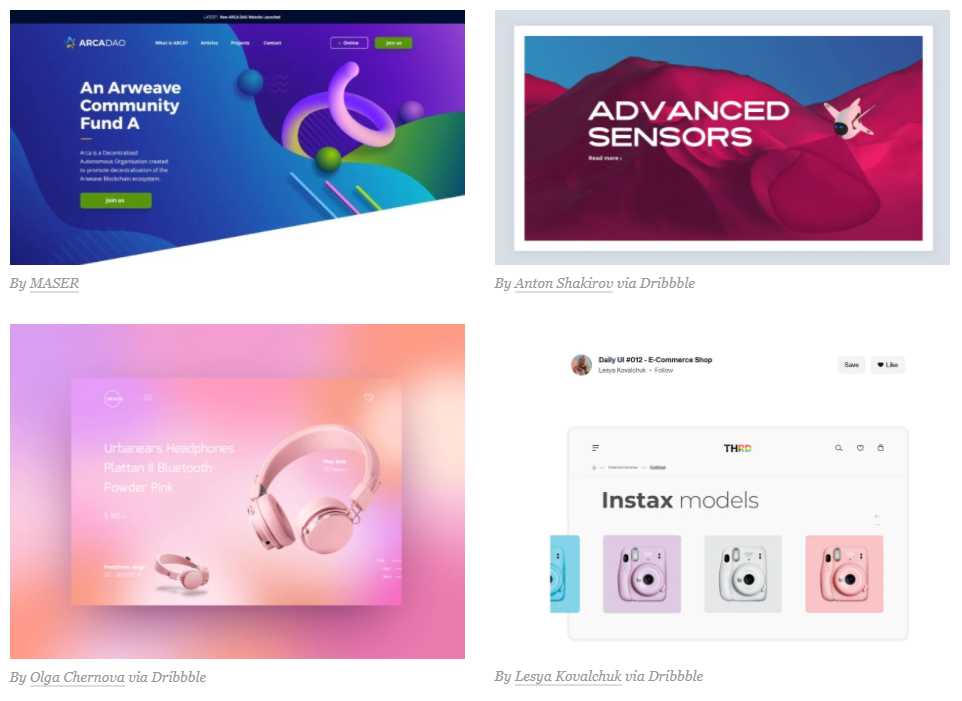 LATEST: New ARCA DAO Website Launched
ARCADAO
What is ARCA?
Articles
Projects
Contact
Online
Join us
An Arweave
Community
Fund A
Arca is a Decentralised
Autonomous Organisation created
to promote decentralization of the
Arweave Blockchain ecosystem.
Join us
By MASER
ADVANCED
SENSORS
Read more ›
By Anton Shakirov via Dribbble
Urbanears Headphones
Plattan II Bluetooth
Powder Pink
Play time
Headphone range
By Olga Chernova via Dribbble
Daily UI #012 - E-Commerce Shop
Lesya Kovalchuk • Follow
Save
Like
THRD
Instax models
By Lesya Kovalchuk via Dribbble